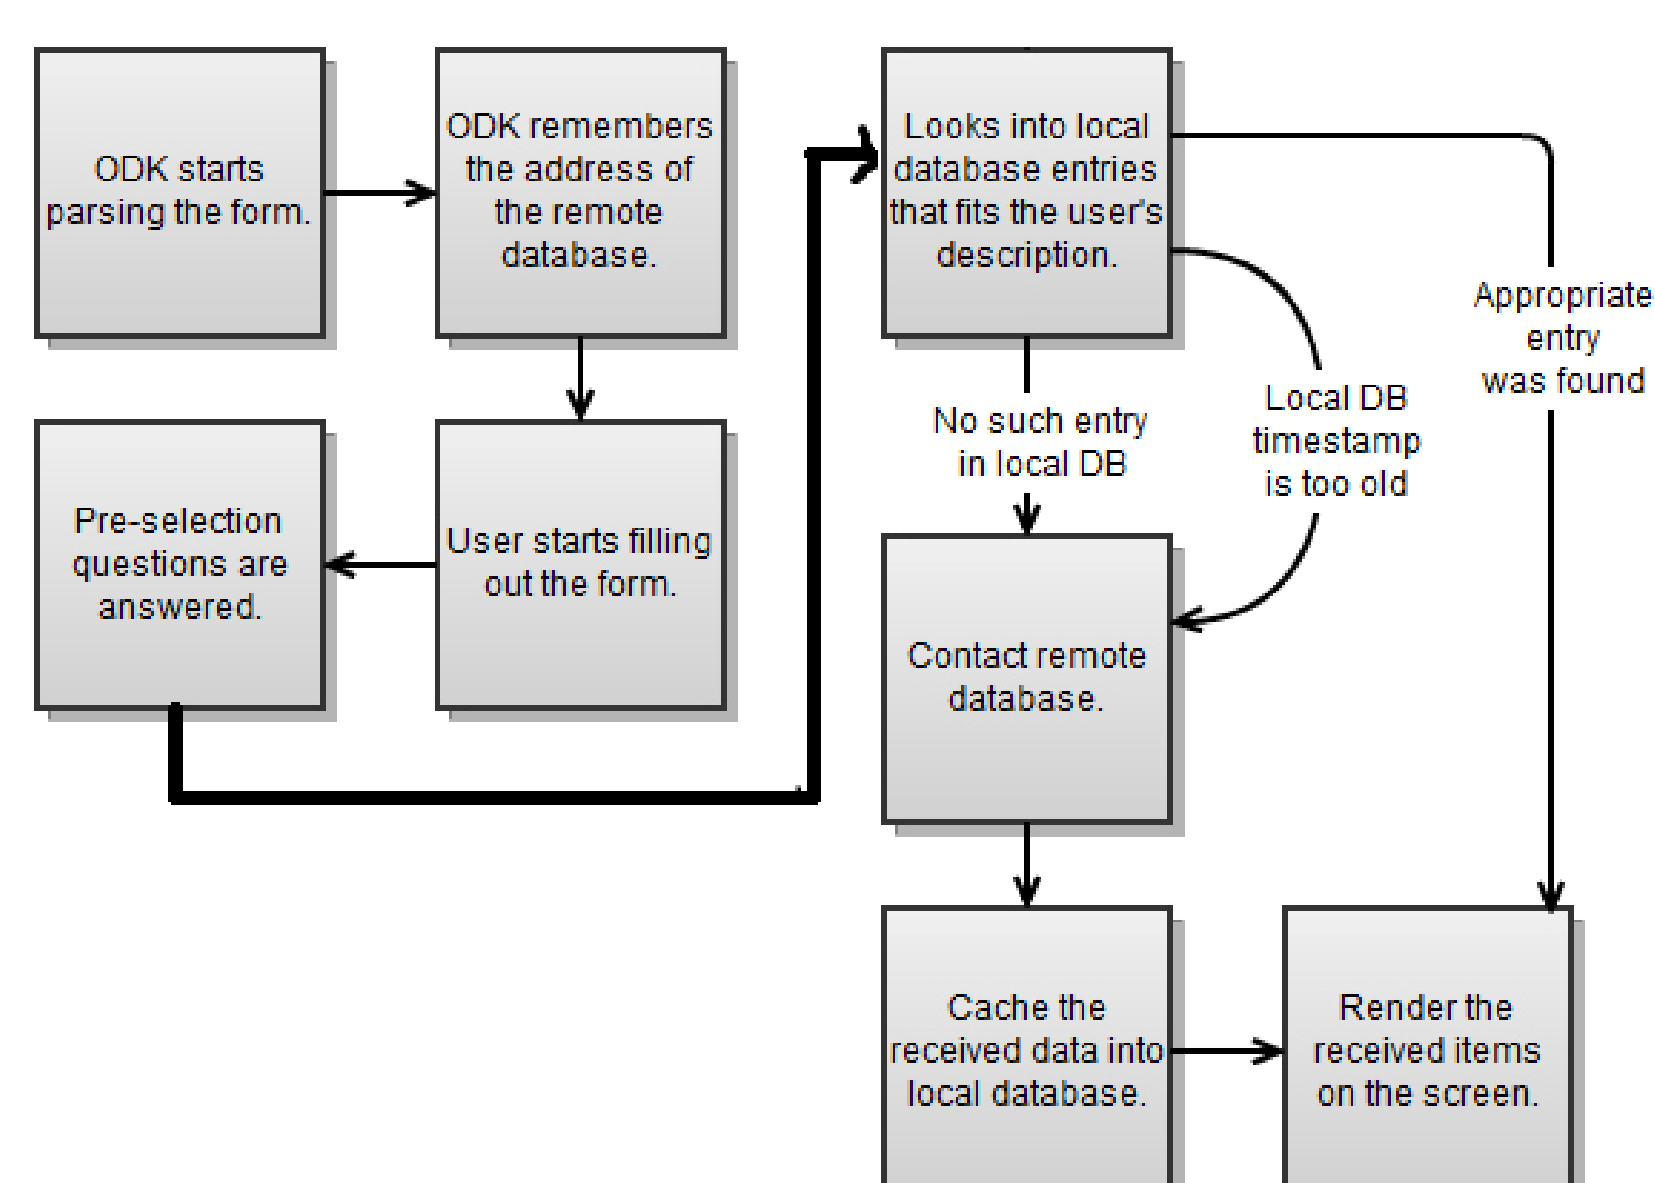 ODK starts
parsing the form.
ODK remembers
the address of
the remote
database.
User starts filling
out the form.
Pre-selection
questions are
answered.
Looks into local
database entries
that fits the user's
description.
No such entry
in local DB
Local DB
timestamp
is too old
Appropriate
entry
was found
Contact remote
database.
Cache the
received data into
local database.
Render the
received items
on the screen.